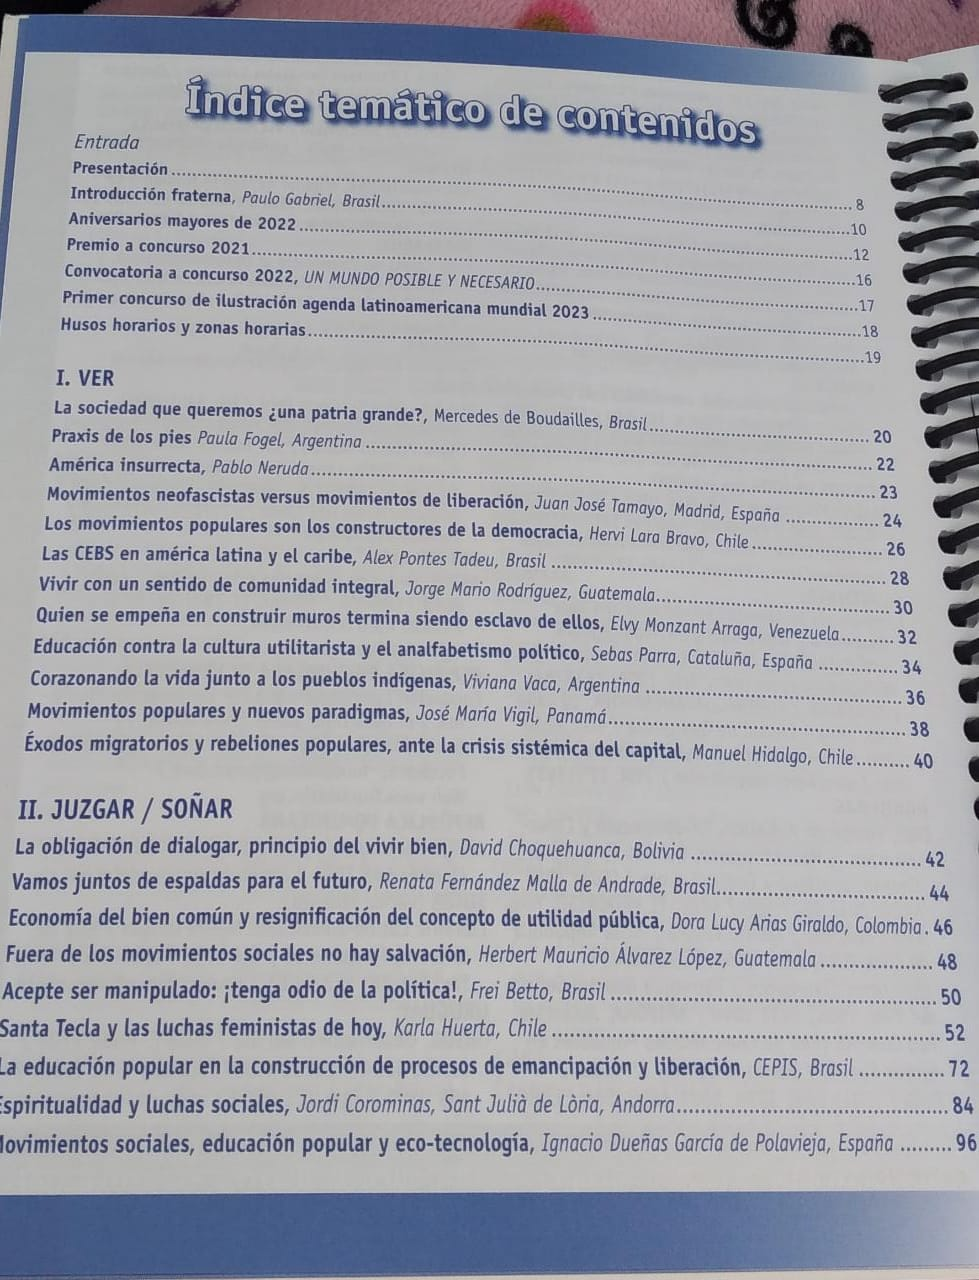 Índice temático de contenidos
Entrada
Presentación ........ 8
Introducción fraterna, Paulo Gabriel, Brasil ........ 10
Aniversarios mayores de 2022 ........ 12
Premio a concurso 2021 ........ 16
Convocatoria a concurso 2022, UN MUNDO POSIBLE Y NECESARIO ........ 17
Primer concurso de ilustración agenda latinoamericana mundial 2023 ........ 18
Husos horarios y zonas horarias ........ 19
I. VER
La sociedad que queremos ¿una patria grande?, Mercedes de Boudailles, Brasil ........ 20
Praxis de los pies Paula Fogel, Argentina ........ 22
América insurrecta, Pablo Neruda ........ 23
Movimientos neofascistas versus movimientos de liberación, Juan José Tamayo, Madrid, España ........ 24
Los movimientos populares son los constructores de la democracia, Hervi Lara Bravo, Chile ........ 26
Las CEBS en américa latina y el caribe, Alex Pontes Tadeu, Brasil ........ 28
Vivir con un sentido de comunidad integral, Jorge Mario Rodríguez, Guatemala ........ 30
Quien se empeña en construir muros termina siendo esclavo de ellos, Elvy Monzant Arraga, Venezuela ........ 32
Educación contra la cultura utilitarista y el analfabetismo político, Sebas Parra, Cataluña, España ........ 34
Corazonando la vida junto a los pueblos indígenas, Viviana Vaca, Argentina ........ 36
Movimientos populares y nuevos paradigmas, José María Vigil, Panamá ........ 38
Éxodos migratorios y rebeliones populares, ante la crisis sistémica del capital, Manuel Hidalgo, Chile ........ 40
II. JUZGAR / SOÑAR
La obligación de dialogar, principio del vivir bien, David Choquehuanca, Bolivia ........ 42
Vamos juntos de espaldas para el futuro, Renata Fernández Malla de Andrade, Brasil ........ 44
Economía del bien común y resignificación del concepto de utilidad pública, Dora Lucy Arias Giraldo, Colombia . 46
Fuera de los movimientos sociales no hay salvación, Herbert Mauricio Álvarez López, Guatemala ........ 48
Acepte ser manipulado: ¡tenga odio de la política!, Frei Betto, Brasil ........ 50
Santa Tecla y las luchas feministas de hoy, Karla Huerta, Chile ........ 52
La educación popular en la construcción de procesos de emancipación y liberación, CEPIS, Brasil ........ 72
Espiritualidad y luchas sociales, Jordi Corominas, Sant Julià de Lòria, Andorra ........ 84
Movimientos sociales, educación popular y eco-tecnología, Ignacio Dueñas García de Polavieja, España ........ 96